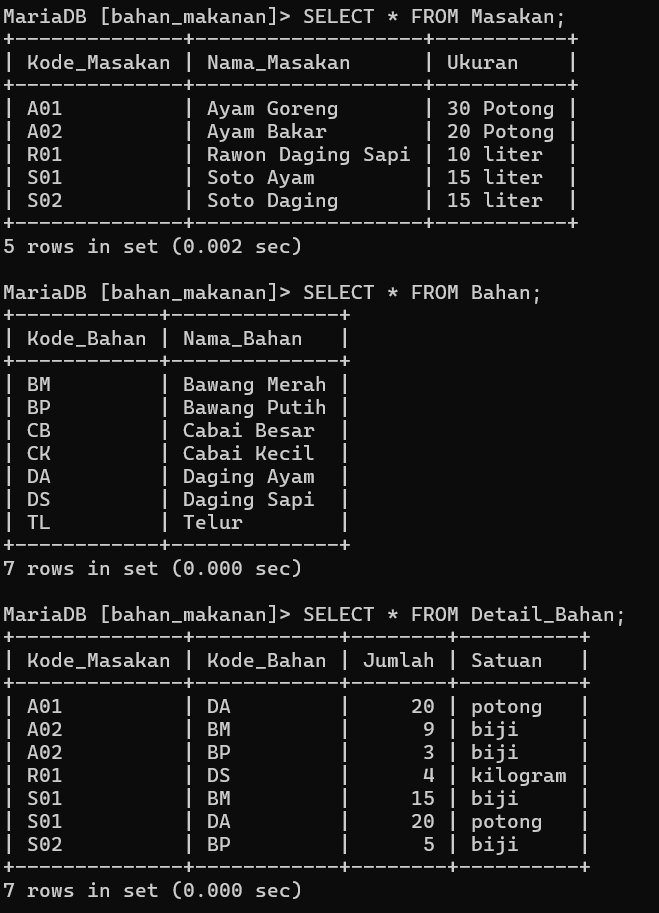 MariaDB [bahan_makanan]> SELECT * FROM Masakan;
+--------------+-------------------+-----------+
| Kode_Masakan | Nama_Masakan      | Ukuran    |
+--------------+-------------------+-----------+
| A01          | Ayam Goreng       | 30 Potong |
| A02          | Ayam Bakar        | 20 Potong |
| R01          | Rawon Daging Sapi | 10 liter  |
| S01          | Soto Ayam         | 15 liter  |
| S02          | Soto Daging       | 15 liter  |
+--------------+-------------------+-----------+
5 rows in set (0.002 sec)

MariaDB [bahan_makanan]> SELECT * FROM Bahan;
+------------+--------------+
| Kode_Bahan | Nama_Bahan   |
+------------+--------------+
| BM         | Bawang Merah |
| BP         | Bawang Putih |
| CB         | Cabai Besar  |
| CK         | Cabai Kecil  |
| DA         | Daging Ayam  |
| DS         | Daging Sapi  |
| TL         | Telur        |
+------------+--------------+
7 rows in set (0.000 sec)

MariaDB [bahan_makanan]> SELECT * FROM Detail_Bahan;
+--------------+------------+--------+----------+
| Kode_Masakan | Kode_Bahan | Jumlah | Satuan   |
+--------------+------------+--------+----------+
| A01          | DA         |     20 | potong   |
| A02          | BM         |      9 | biji     |
| A02          | BP         |      3 | biji     |
| R01          | DS         |      4 | kilogram |
| S01          | BM         |     15 | biji     |
| S01          | DA         |     20 | potong   |
| S02          | BP         |      5 | biji     |
+--------------+------------+--------+----------+
7 rows in set (0.000 sec)